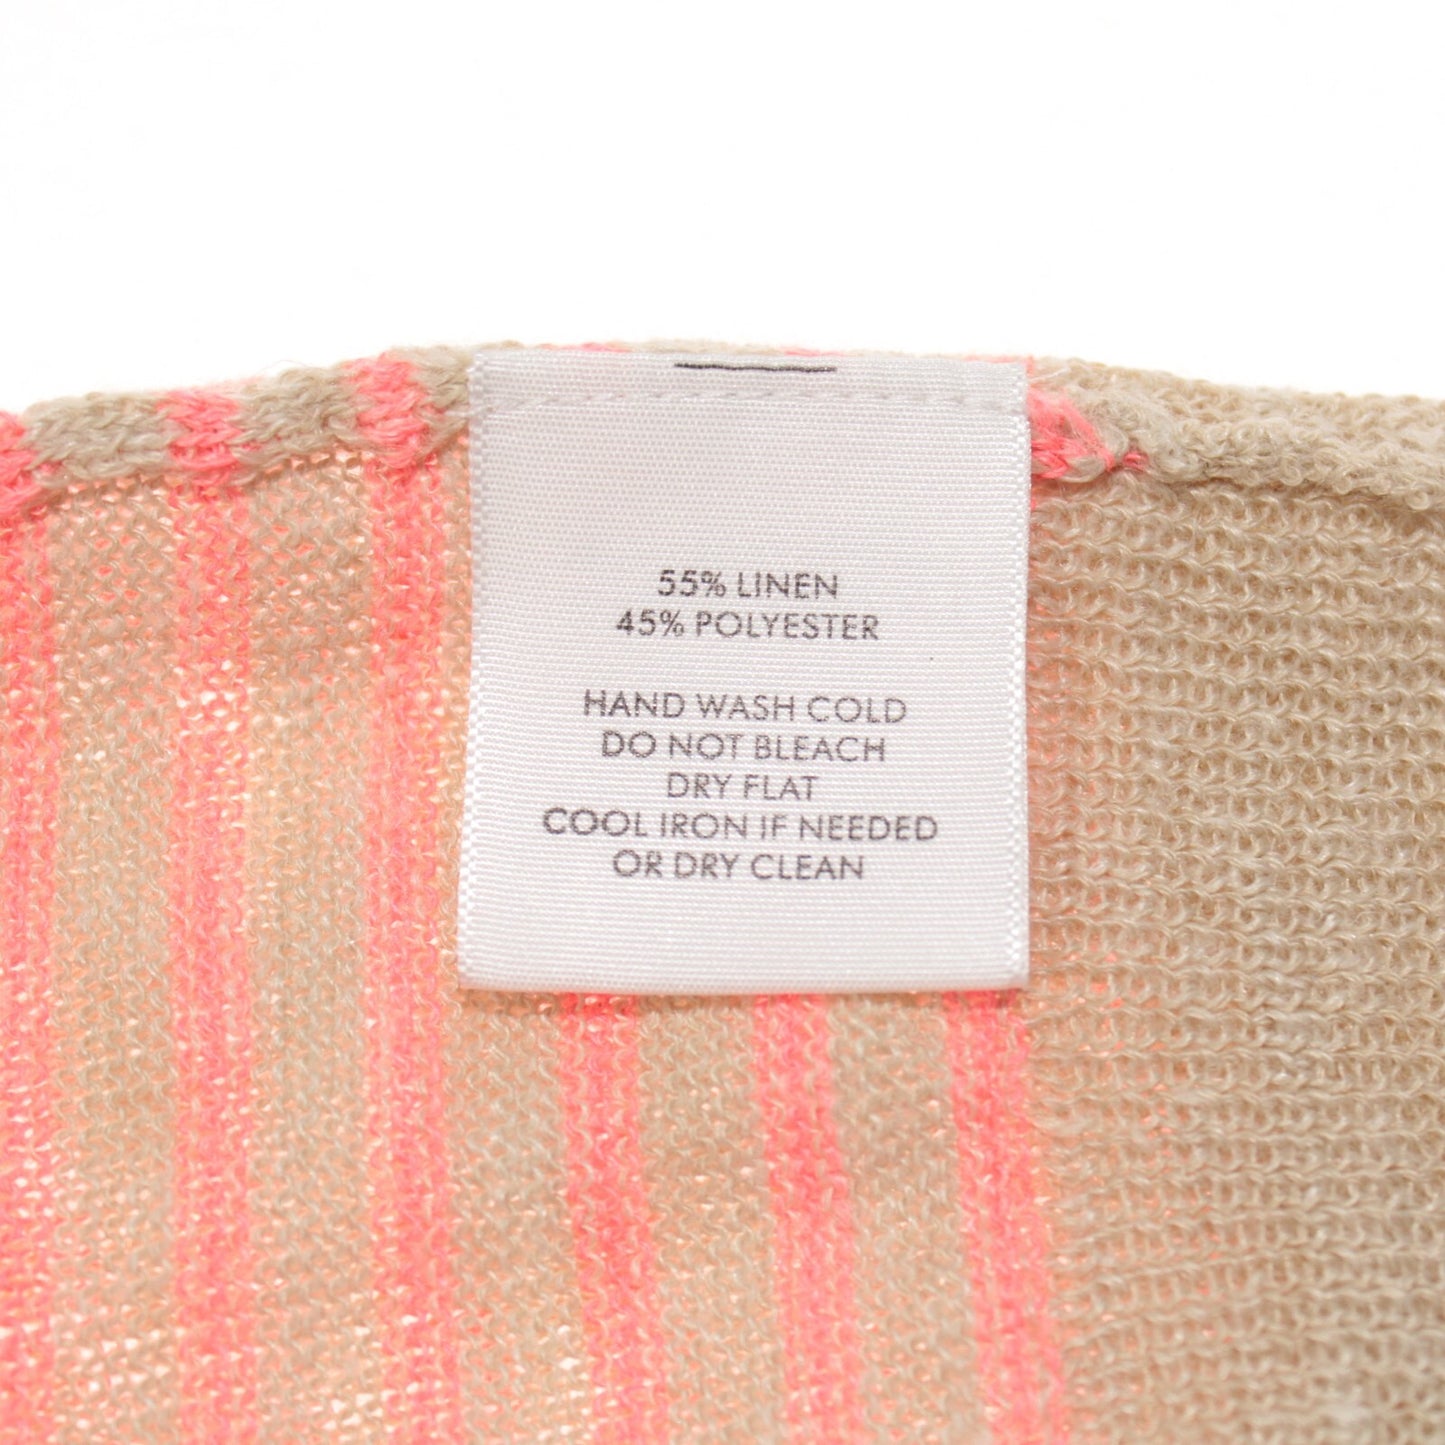 55% LINEN
45% POLYESTER
HAND WASH COLD
DO NOT BLEACH
DRY FLAT
COOL IRON IF NEEDED
OR DRY CLEAN